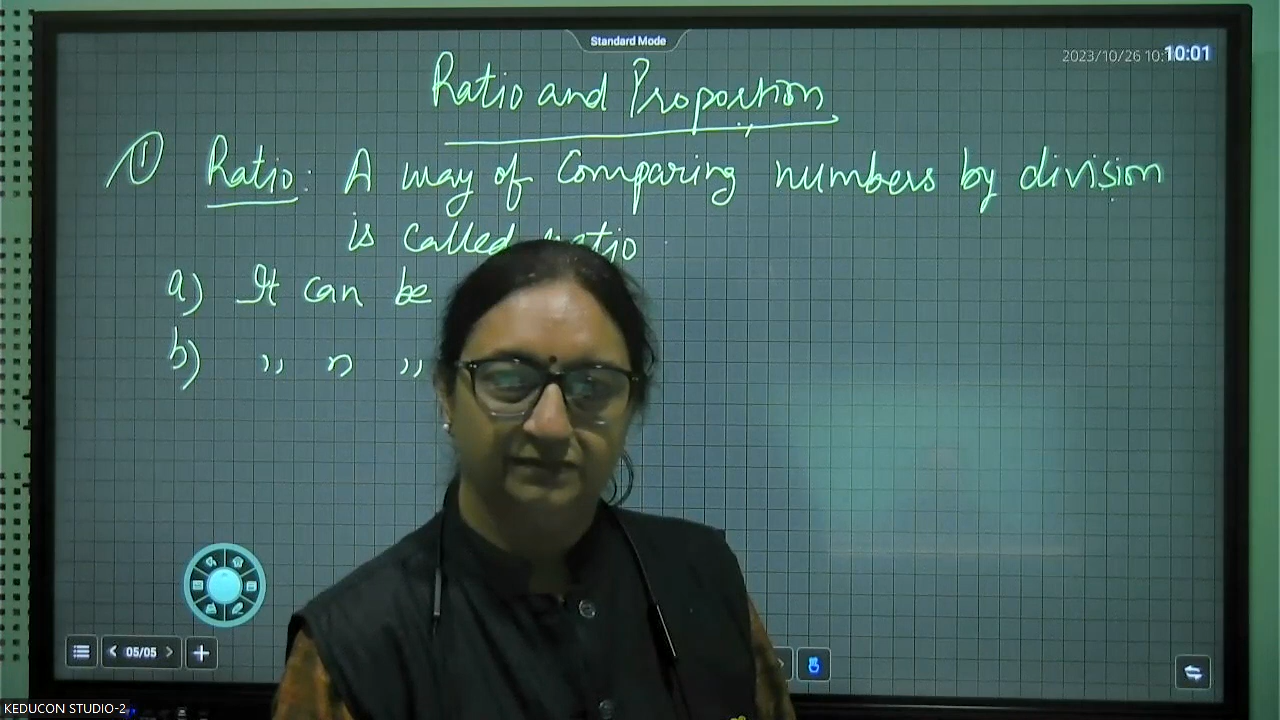 Standard Mode
2023/10/26 10: 10:01
Ratio and Proportion
① Ratio: A way of Comparing numbers by division
is called ratio
a) It can be
b) ,, n ,,
05/05
KEDUCON STUDIO-2